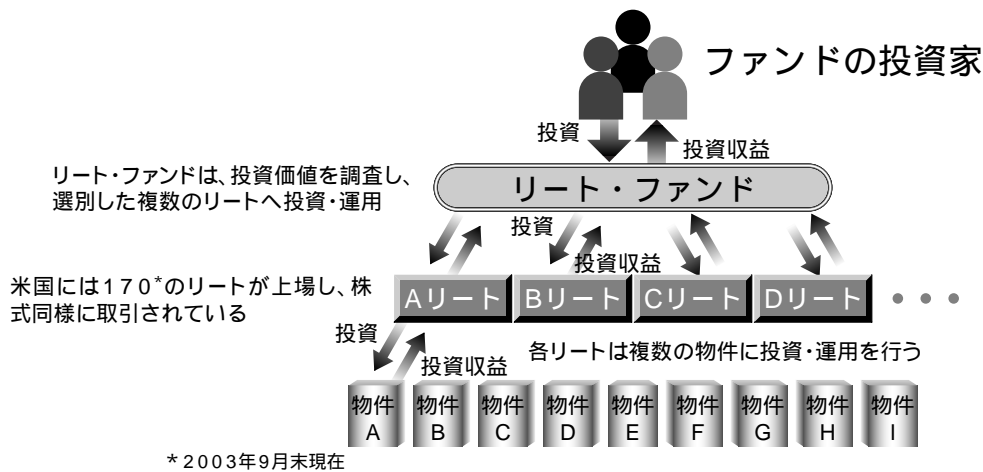 ファンドの投資家
投資
投資収益
リート・ファンドは、投資価値を調査し、
選別した複数のリートへ投資・運用
リート・ファンド
投資
投資収益
米国には170*のリートが上場し、株
式同様に取引されている
Aリート
Bリート
Cリート
Dリート
投資
投資収益
各リートは複数の物件に投資・運用を行う
物件
A
物件
B
物件
C
物件
D
物件
E
物件
F
物件
G
物件
H
物件
I
*2003年9月末現在